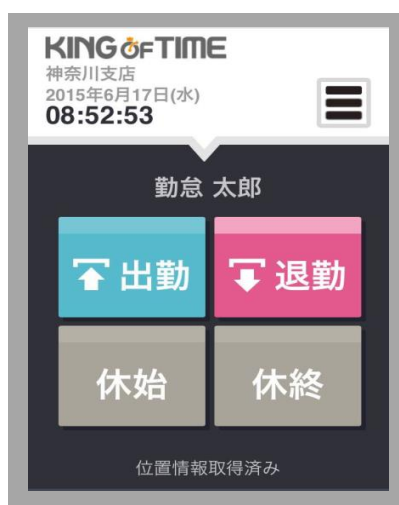 KING OF TIME
神奈川支店
2015年6月17日(水)
08:52:53
勤怠 太郎
出勤
退勤
休始
休終
位置情報取得済み